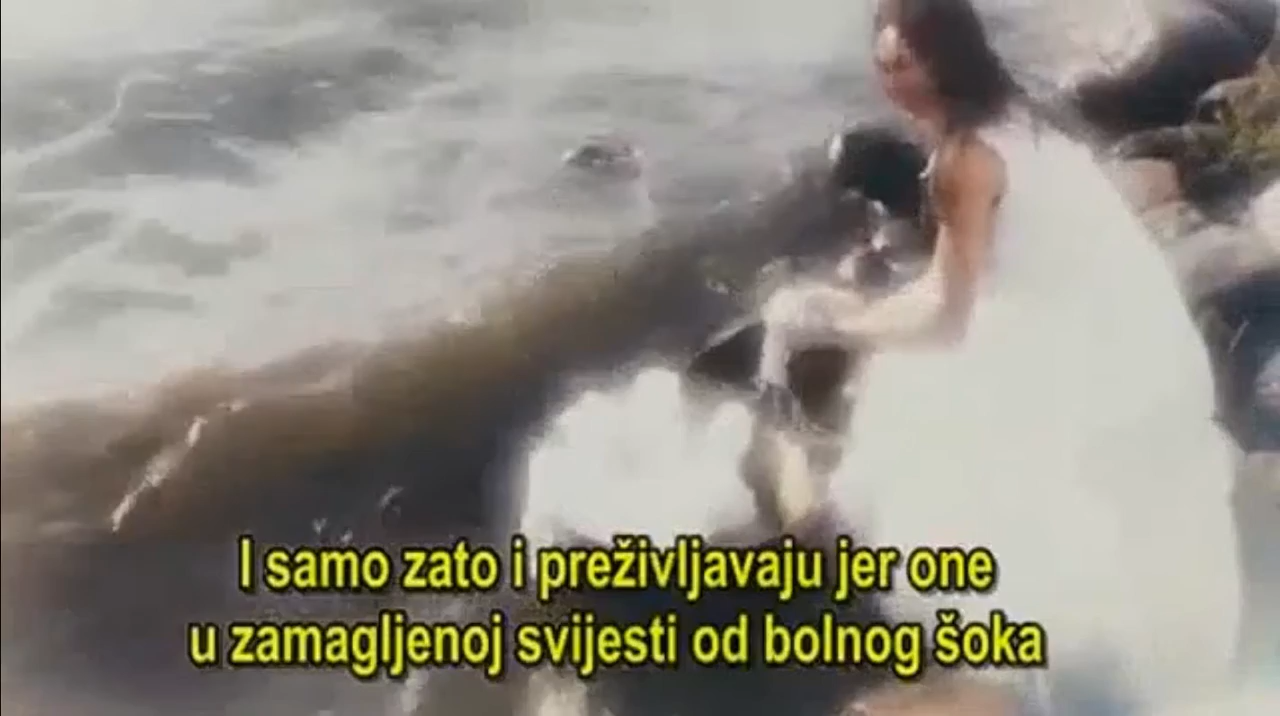 I samo zato i preživljavaju jer one
u zamagljenoj svijesti od bolnog šoka